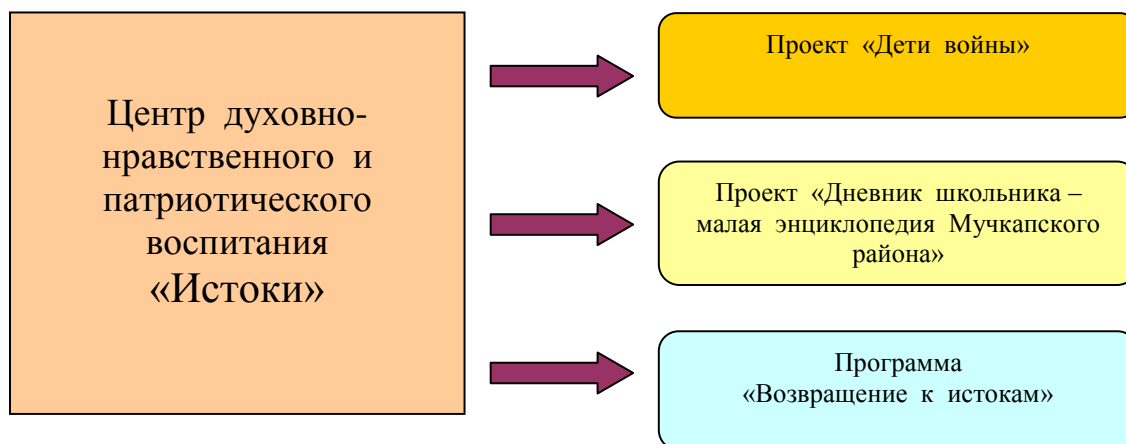 Центр духовно-
нравственного и
патриотического
воспитания
«Истоки»
Проект «Дети войны»
Проект «Дневник школьника –
малая энциклопедия Мучкапского
района»
Программа
«Возвращение к истокам»